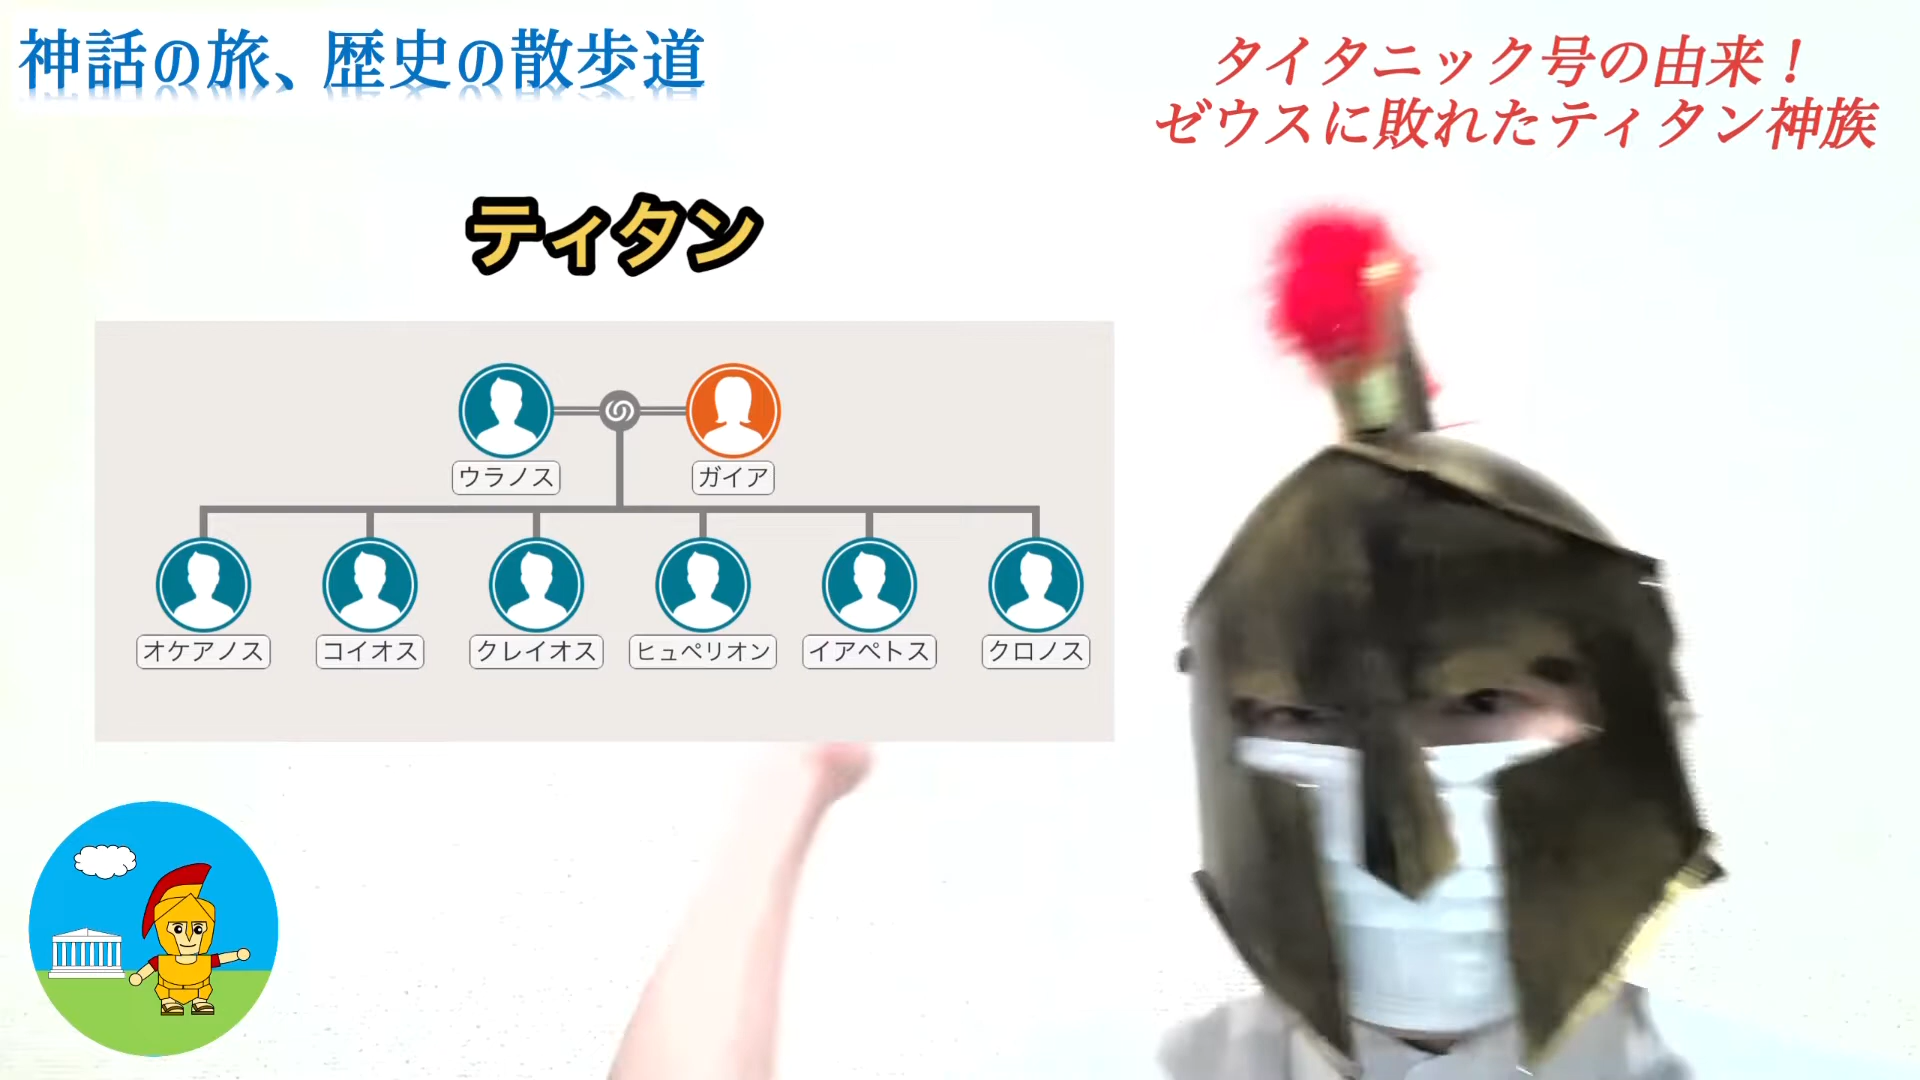 神話の旅、歴史の散歩道
タイタニック号の由来！
ゼウスに敗れたティタン神族
ティタン
ウラノス
ガイア
オケアノス
コイオス
クレイオス
ヒュペリオン
イアペトス
クロノス